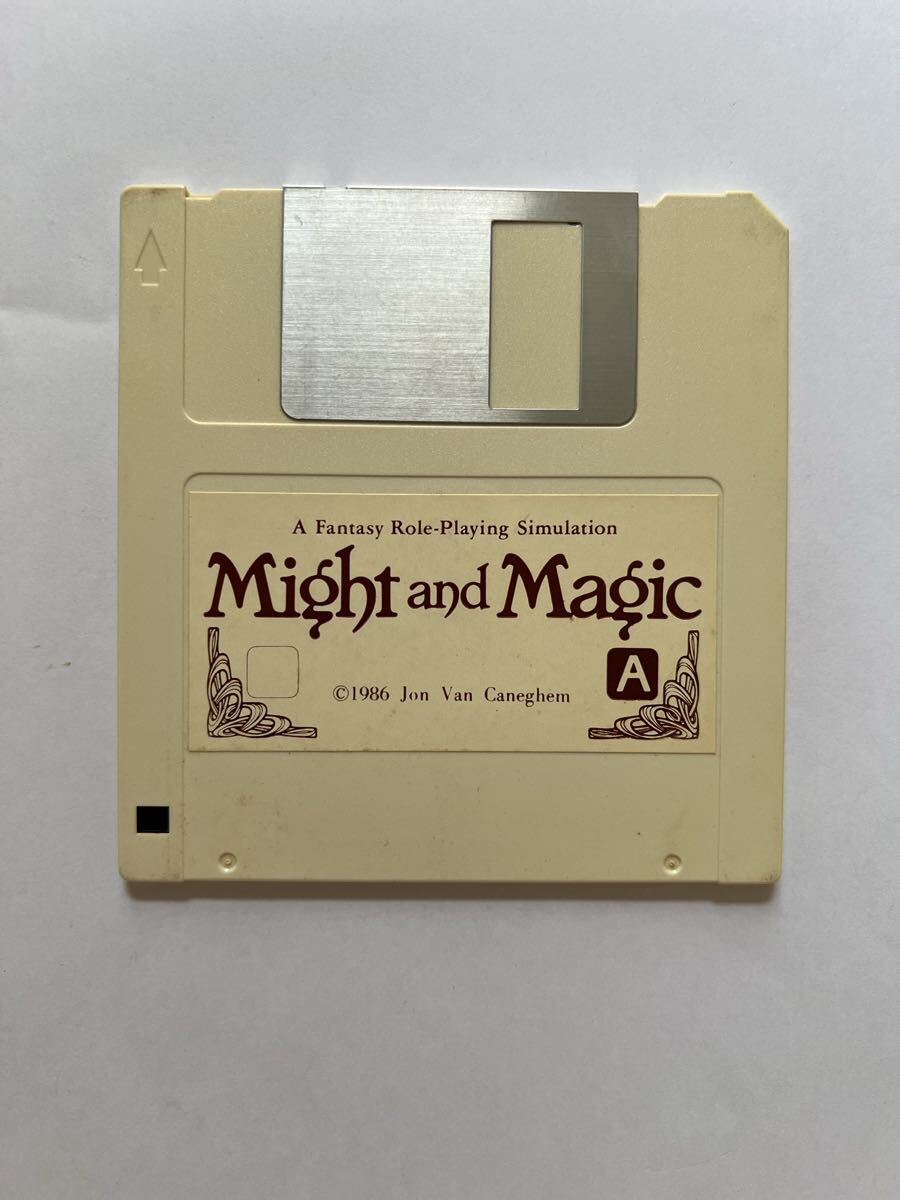 A Fantasy Role-Playing Simulation
Might and Magic
A
©1986 Jon Van Caneghem